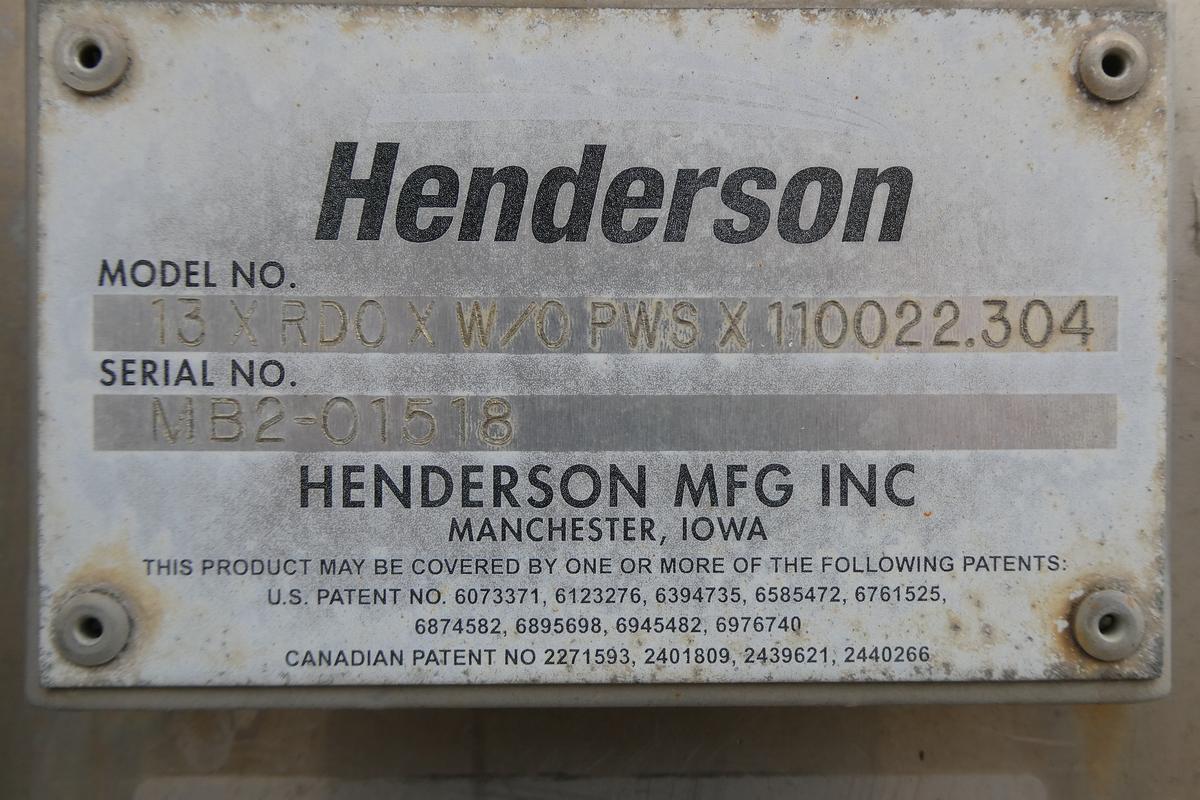 Henderson
MODEL NO.
13 X RDO X W/O PWS X 110022.304
SERIAL NO.
MB2-01518
HENDERSON MFG INC
MANCHESTER, IOWA
THIS PRODUCT MAY BE COVERED BY ONE OR MORE OF THE FOLLOWING PATENTS:
U.S. PATENT NO. 6073371, 6123276, 6394735, 6585472, 6761525,
6874582, 6895698, 6945482, 6976740
CANADIAN PATENT NO 2271593, 2401809, 2439621, 2440266